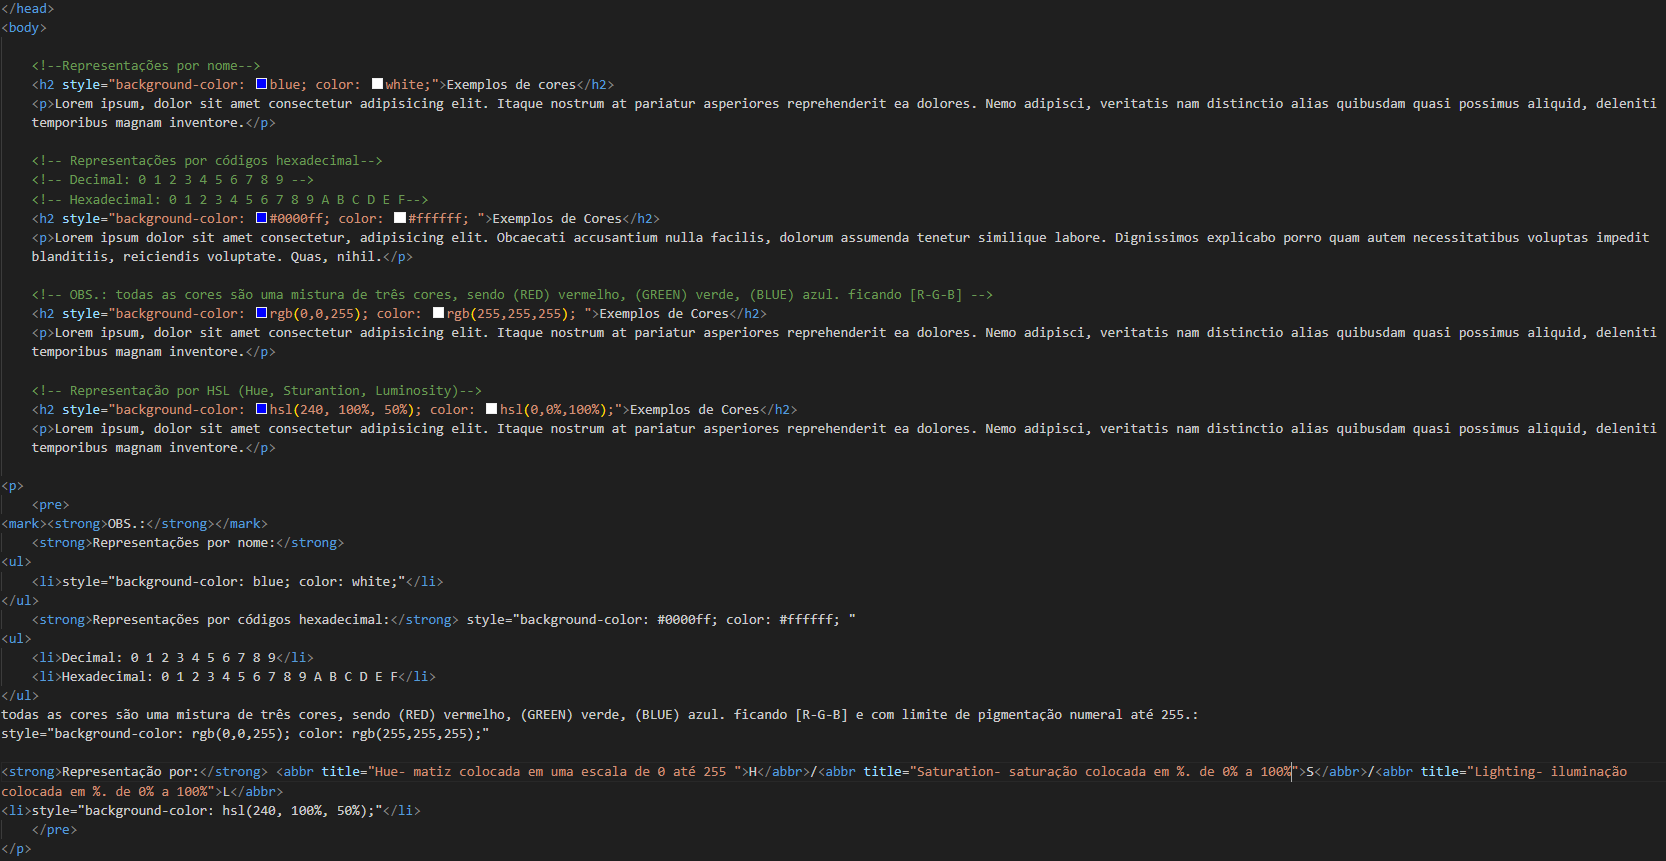 </head>
<body>
<!--Representações por nome-->
<h2 style="background-color: blue; color: white;">Exemplos de cores</h2>
<p>Lorem ipsum, dolor sit amet consectetur adipisicing elit. Itaque nostrum at pariatur asperiores reprehenderit ea dolores. Nemo adipisci, veritatis nam distinctio alias quibusdam quasi possimus aliquid, deleniti
temporibus magnam inventore.</p>
<!-- Representações por códigos hexadecimal-->
<!-- Decimal: 0 1 2 3 4 5 6 7 8 9 -->
<!-- Hexadecimal: 0 1 2 3 4 5 6 7 8 9 A B C D E F-->
<h2 style="background-color: #0000ff; color: #ffffff; ">Exemplos de Cores</h2>
<p>Lorem ipsum dolor sit amet consectetur, adipisicing elit. Obcaecati accusantium nulla facilis, dolorum assumenda tenetur similique labore. Dignissimos explicabo porro quam autem necessitatibus voluptas impedit
blanditiis, reiciendis voluptate. Quas, nihil.</p>
<!-- OBS.: todas as cores são uma mistura de três cores, sendo (RED) vermelho, (GREEN) verde, (BLUE) azul. ficando [R-G-B] -->
<h2 style="background-color: rgb(0,0,255); color: rgb(255,255,255); ">Exemplos de Cores</h2>
<p>Lorem ipsum, dolor sit amet consectetur adipisicing elit. Itaque nostrum at pariatur asperiores reprehenderit ea dolores. Nemo adipisci, veritatis nam distinctio alias quibusdam quasi possimus aliquid, deleniti
temporibus magnam inventore.</p>
<!-- Representação por HSL (Hue, Sturantion, Luminosity)-->
<h2 style="background-color: hsl(240, 100%, 50%); color: hsl(0,0%,100%);">Exemplos de Cores</h2>
<p>Lorem ipsum, dolor sit amet consectetur adipisicing elit. Itaque nostrum at pariatur asperiores reprehenderit ea dolores. Nemo adipisci, veritatis nam distinctio alias quibusdam quasi possimus aliquid, deleniti
temporibus magnam inventore.</p>
<p>
<pre>
<mark><strong>OBS.:</strong></mark>
<strong>Representações por nome:</strong>
<ul>
<li>style="background-color: blue; color: white;"</li>
</ul>
<strong>Representações por códigos hexadecimal:</strong> style="background-color: #0000ff; color: #ffffff; "
<ul>
<li>Decimal: 0 1 2 3 4 5 6 7 8 9</li>
<li>Hexadecimal: 0 1 2 3 4 5 6 7 8 9 A B C D E F</li>
</ul>
todas as cores são uma mistura de três cores, sendo (RED) vermelho, (GREEN) verde, (BLUE) azul. ficando [R-G-B] e com limite de pigmentação numeral até 255.:
style="background-color: rgb(0,0,255); color: rgb(255,255,255);"
<strong>Representação por:</strong> <abbr title="Hue- matiz colocada em uma escala de 0 até 255 ">H</abbr>/<abbr title="Saturation- saturação colocada em %. de 0% a 100%">S</abbr>/<abbr title="Lighting- iluminação
colocada em %. de 0% a 100%">L</abbr>
<li>style="background-color: hsl(240, 100%, 50%);"</li>
</pre>
</p>